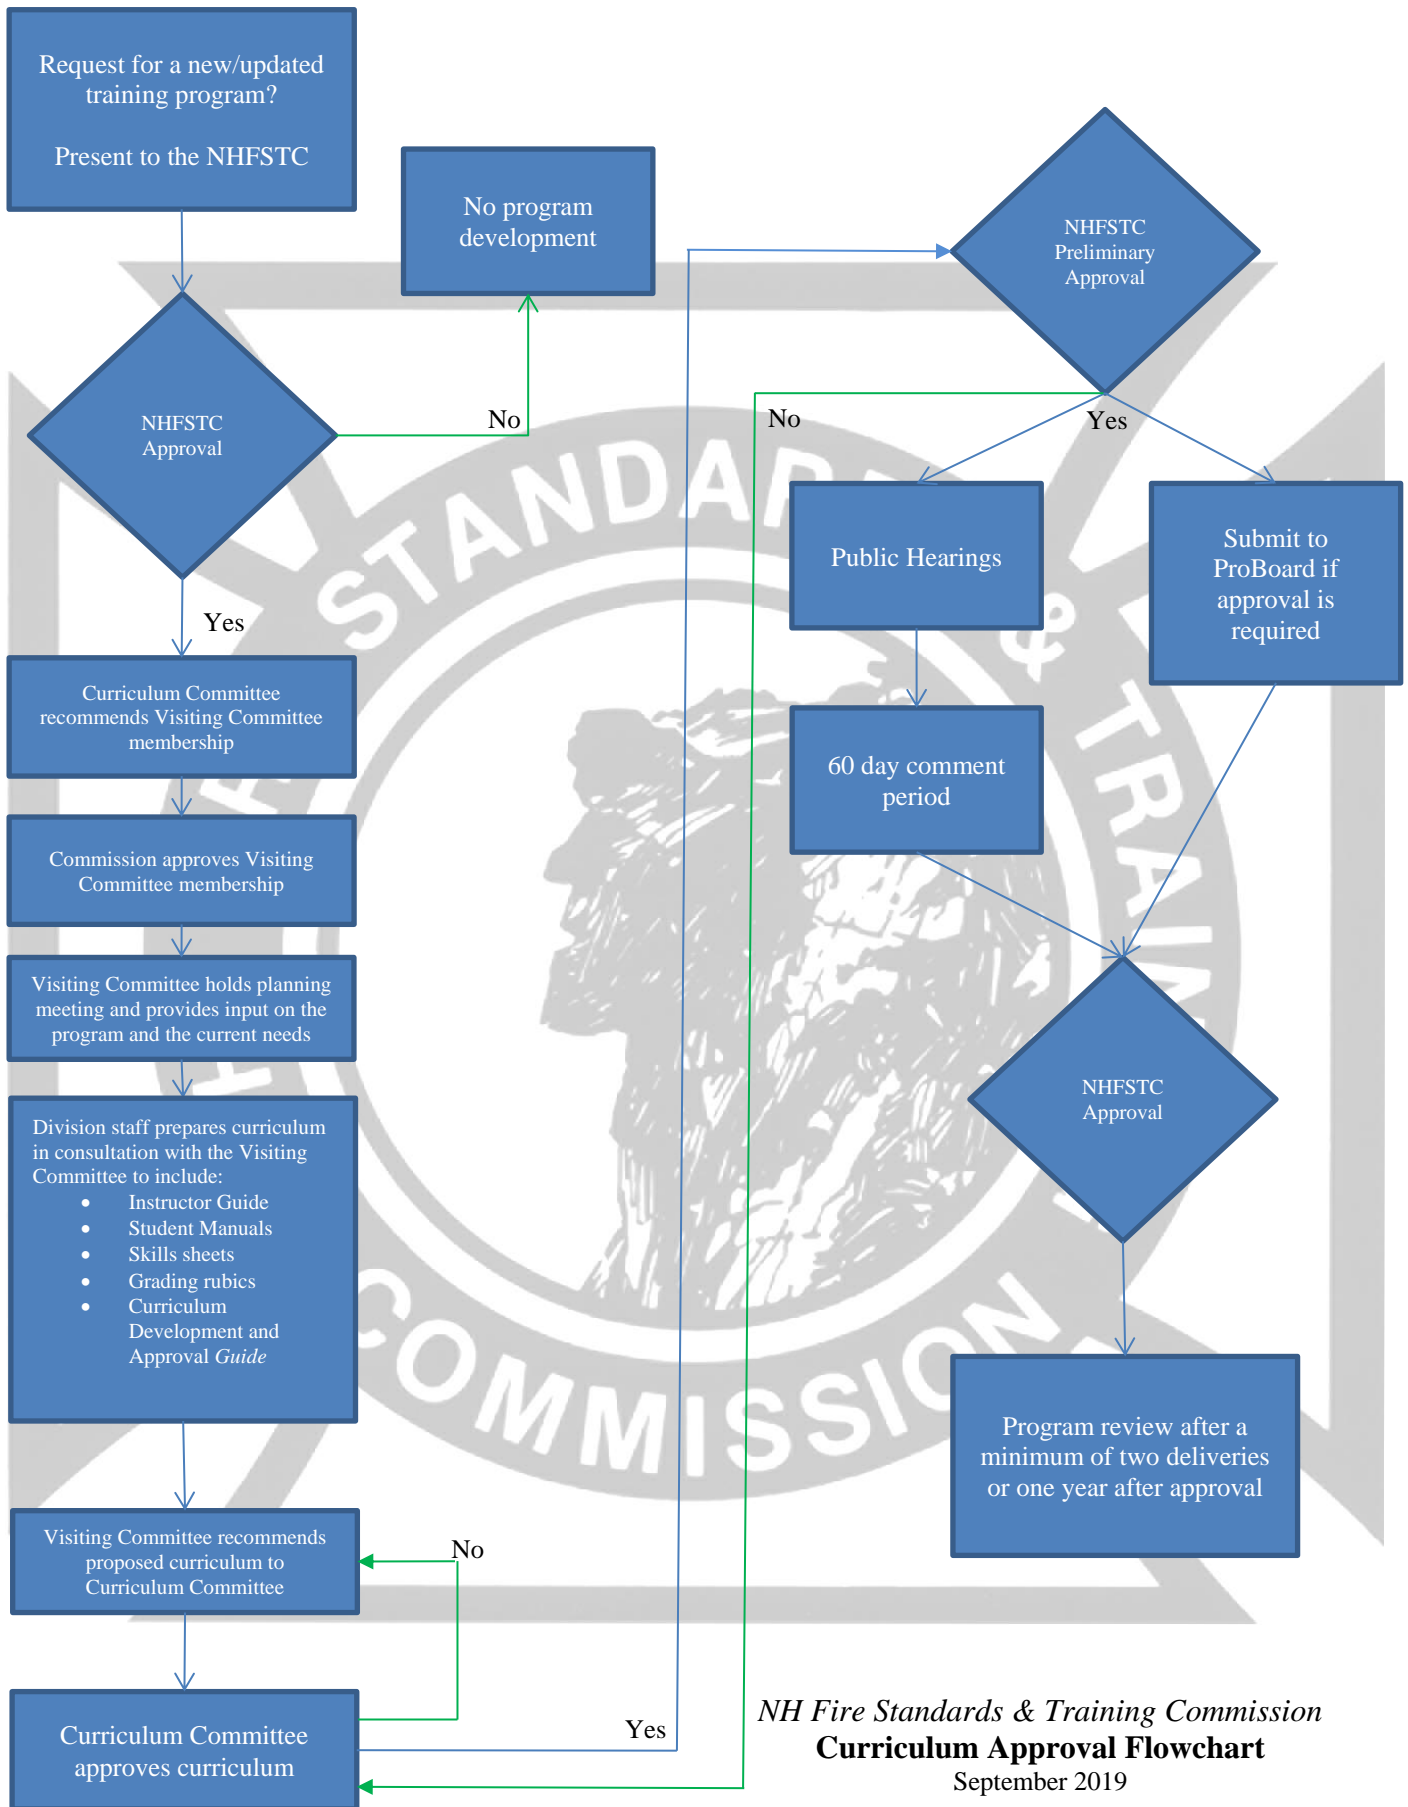 Request for a new/updated
training program?
Present to the NHFSTC
No program
development
NHFSTC
Preliminary
Approval
NHFSTC
Approval
No
No
Yes
Yes
Public Hearings
Submit to
ProBoard if
approval is
required
Curriculum Committee
recommends Visiting Committee
membership
60 day comment
period
Commission approves Visiting
Committee membership
Visiting Committee holds planning
meeting and provides input on the
program and the current needs
NHFSTC
Approval
Division staff prepares curriculum
in consultation with the Visiting
Committee to include:
• Instructor Guide
• Student Manuals
• Skills sheets
• Grading rubics
• Curriculum
Development and
Approval Guide
Program review after a
minimum of two deliveries
or one year after approval
Visiting Committee recommends
proposed curriculum to
Curriculum Committee
No
Curriculum Committee
approves curriculum
Yes
NH Fire Standards & Training Commission
Curriculum Approval Flowchart
September 2019
COMMISSION